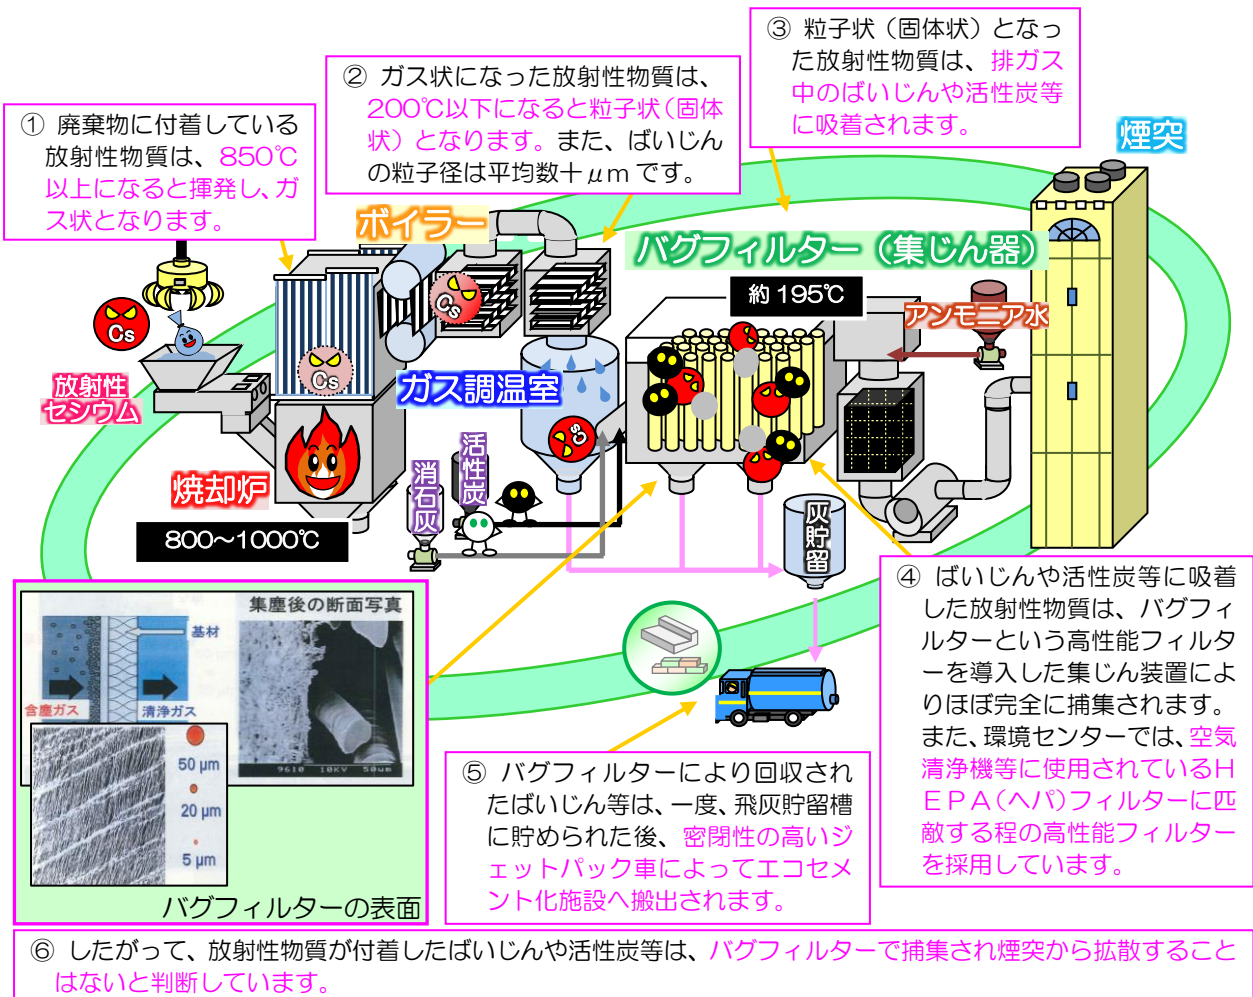 ① 廃棄物に付着している
放射性物質は、850℃
以上になると揮発し、ガ
ス状となります。
② ガス状になった放射性物質は、
200℃以下になると粒子状（固体
状）となります。また、ばいじん
の粒子径は平均数十μmです。
③ 粒子状（固体状）となっ
た放射性物質は、排ガス
中のばいじんや活性炭等
に吸着されます。
煙突
ボイラー
バグフィルター（集じん器）
約195℃
アンモニア水
Cs
Cs
Cs
放射性
セシウム
ガス調温室
Cs
焼却炉
800～1000℃
消石灰
活性炭
灰貯留
集塵後の断面写真
基材
含塵ガス
清浄ガス
9610 10KV 50um
50 μm
20 μm
5 μm
バグフィルターの表面
④ ばいじんや活性炭等に吸着
した放射性物質は、バグフィ
ルターという高性能フィルタ
ーを導入した集じん装置によ
りほぼ完全に捕集されます。
また、環境センターでは、空気
清浄機等に使用されているH
EPA（ヘパ）フィルターに匹
敵する程の高性能フィルター
を採用しています。
⑤ バグフィルターにより回収され
たばいじん等は、一度、飛灰貯留槽
に貯められた後、密閉性の高いジ
ェットパック車によってエコセメ
ント化施設へ搬出されます。
⑥ したがって、放射性物質が付着したばいじんや活性炭等は、バグフィルターで捕集され煙突から拡散すること
はないと判断しています。